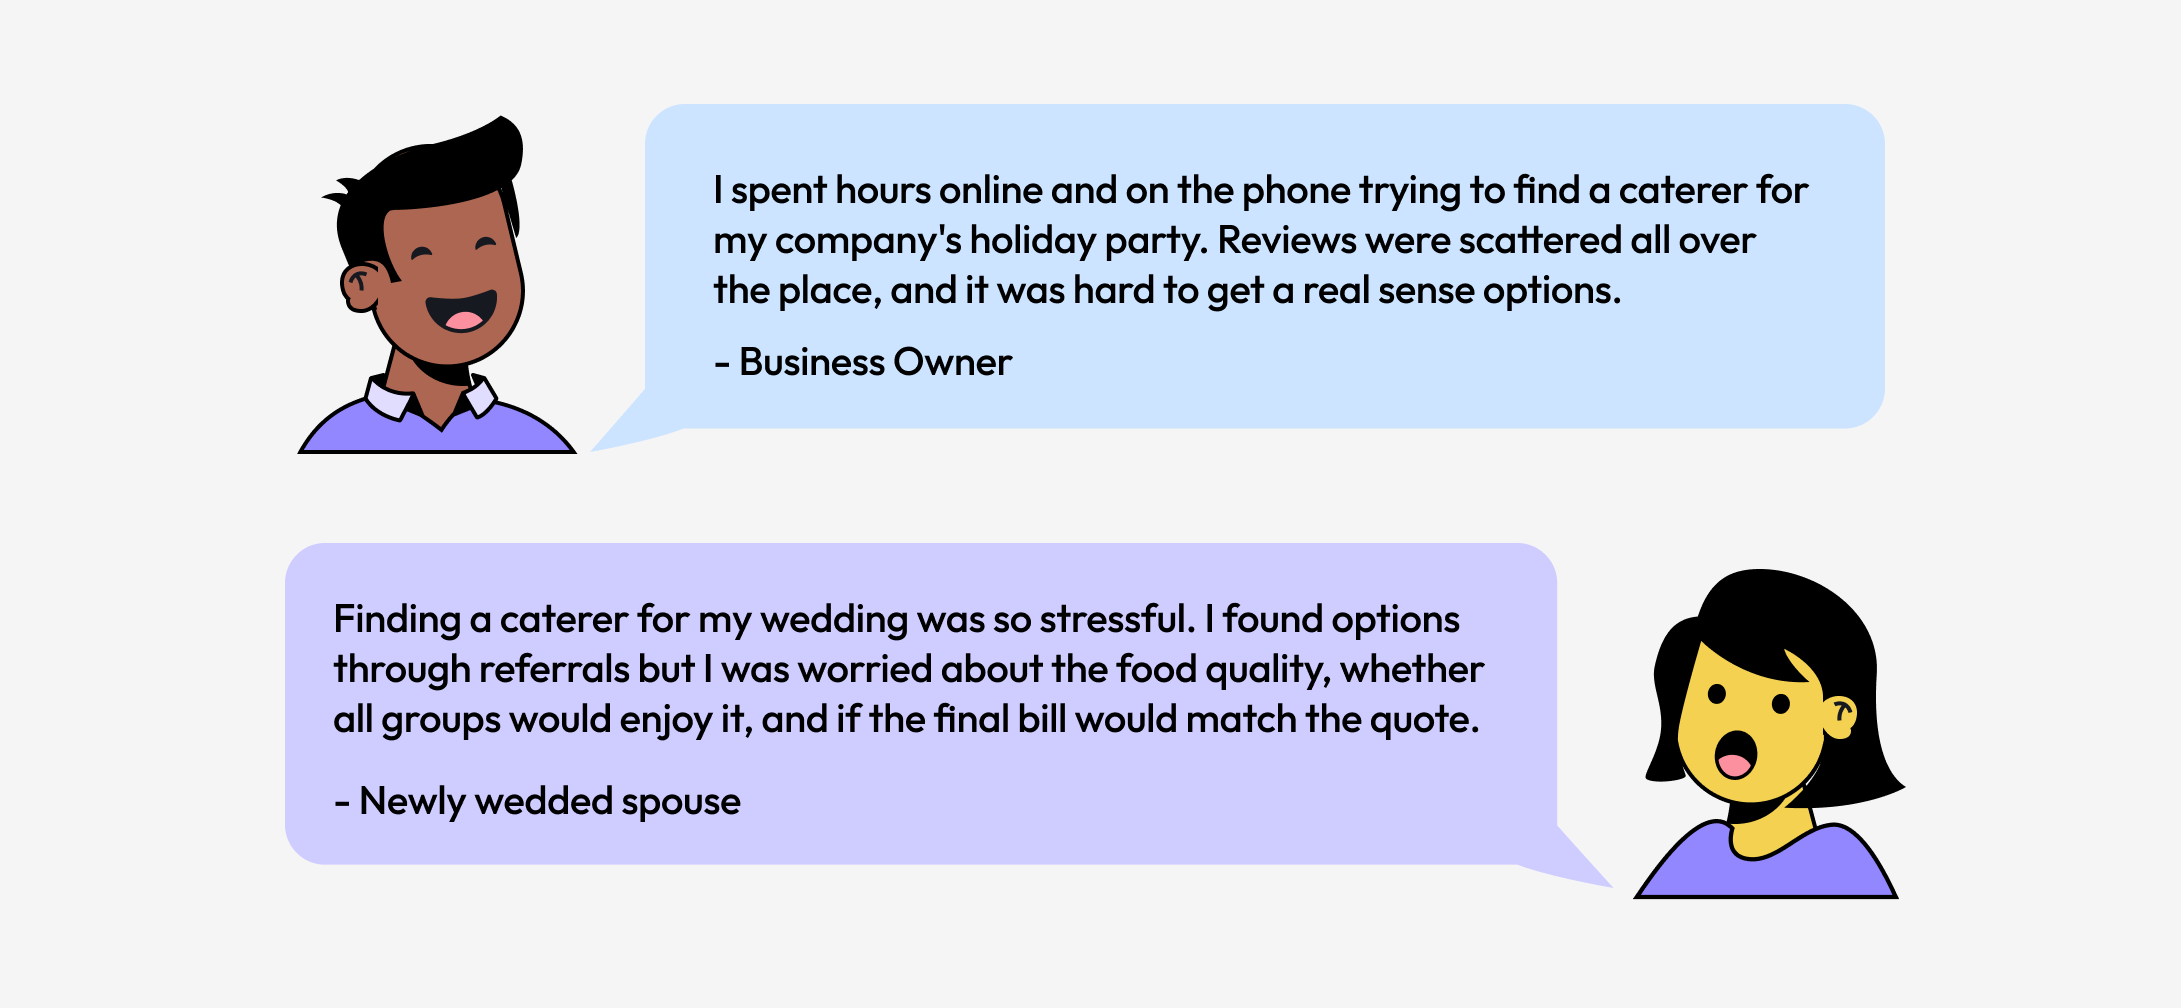 I spent hours online and on the phone trying to find a caterer for
my company's holiday party. Reviews were scattered all over
the place, and it was hard to get a real sense options.
- Business Owner
Finding a caterer for my wedding was so stressful. I found options
through referrals but I was worried about the food quality, whether
all groups would enjoy it, and if the final bill would match the quote.
- Newly wedded spouse